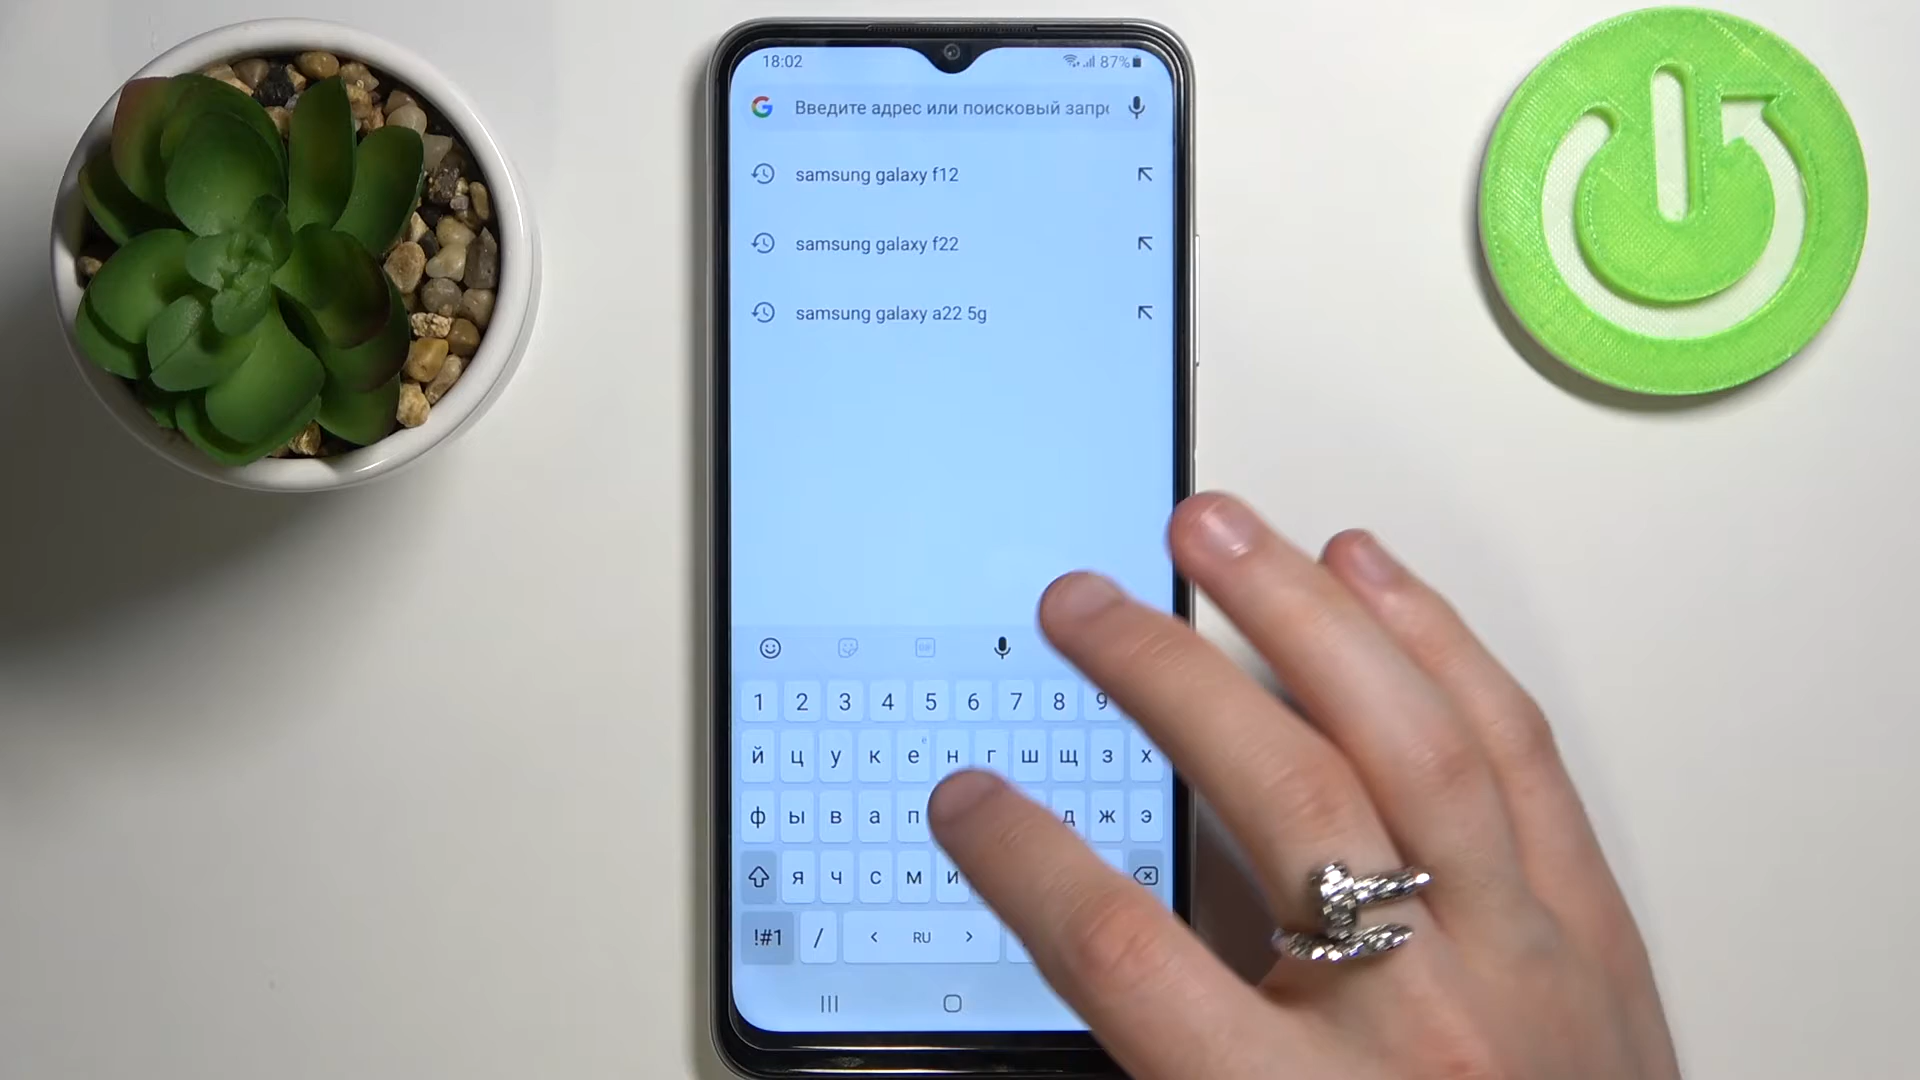 18:02
87%
Введите адрес или поисковый запр
samsung galaxy f12
samsung galaxy f22
samsung galaxy a22 5g
GIF
1 2 3 4 5 6 7 8 9
й ц у к е н г ш щ з х
ф ы в а п д ж э
я ч с м и
!#1 / < RU >